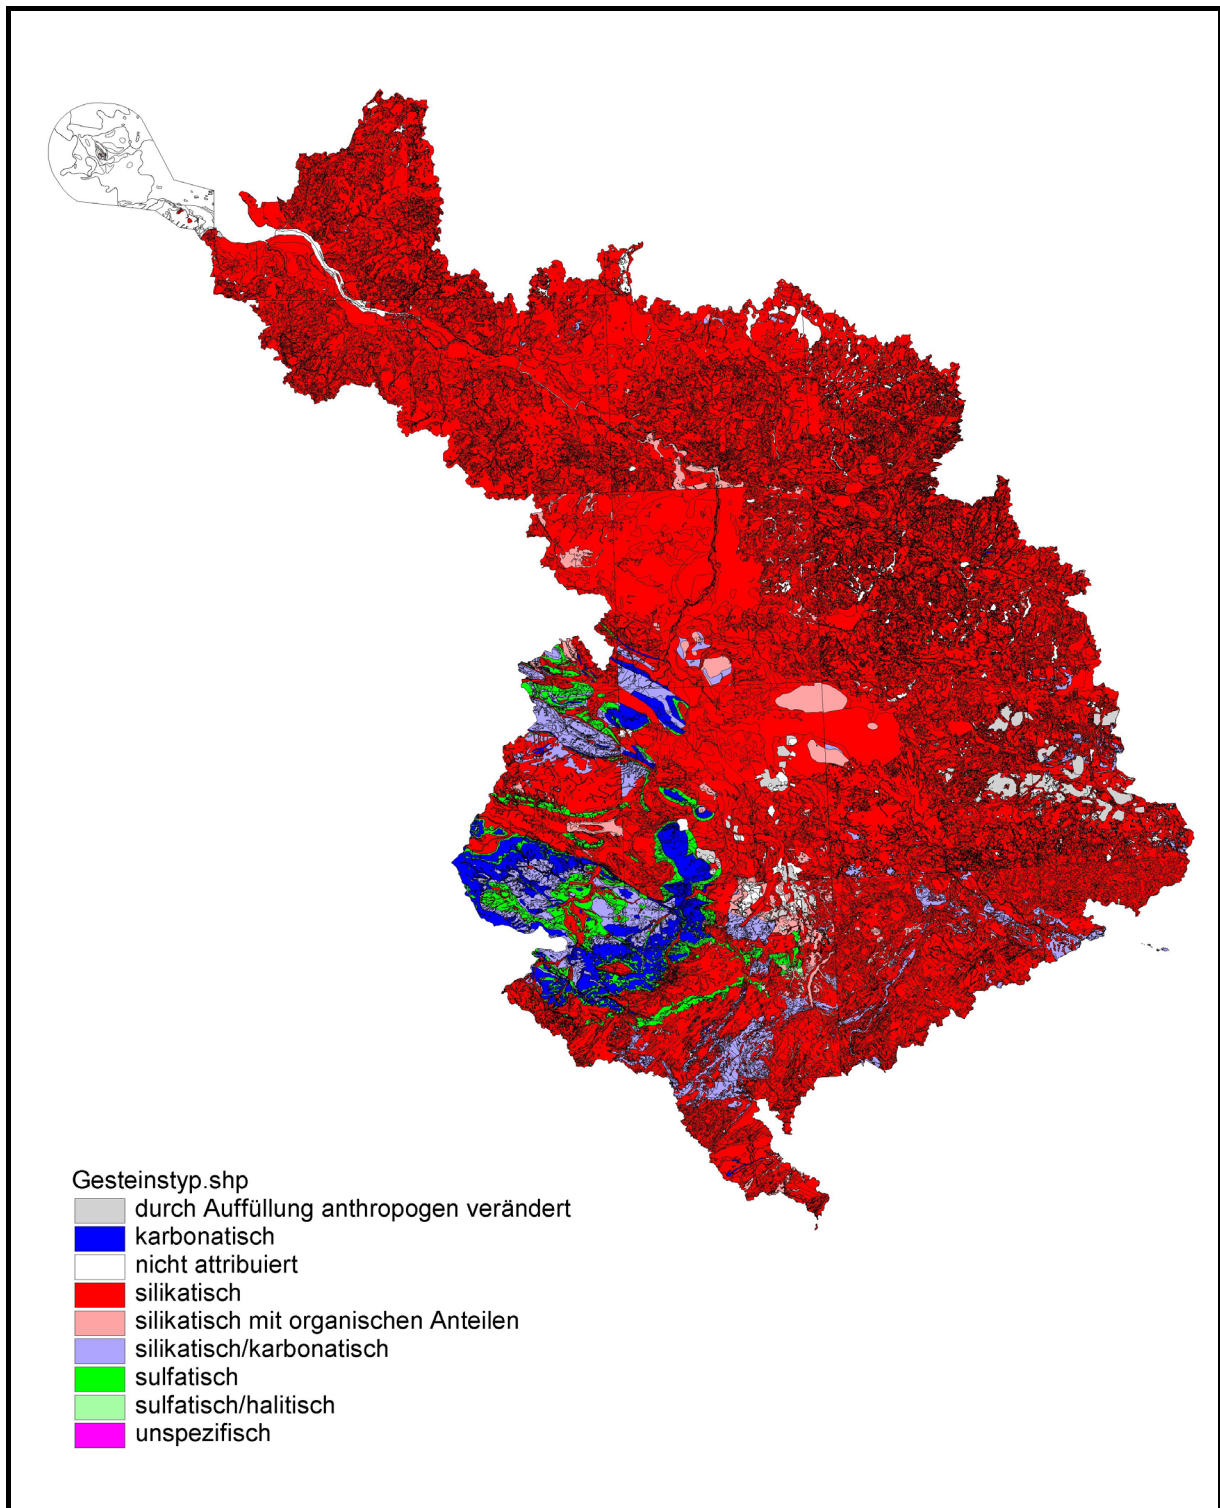 Gesteinstyp.shp
durch Auffüllung anthropogen verändert
karbonatisch
nicht attribuiert
silikatisch
silikatisch mit organischen Anteilen
silikatisch/karbonatisch
sulfatisch
sulfatisch/halitisch
unspezifisch